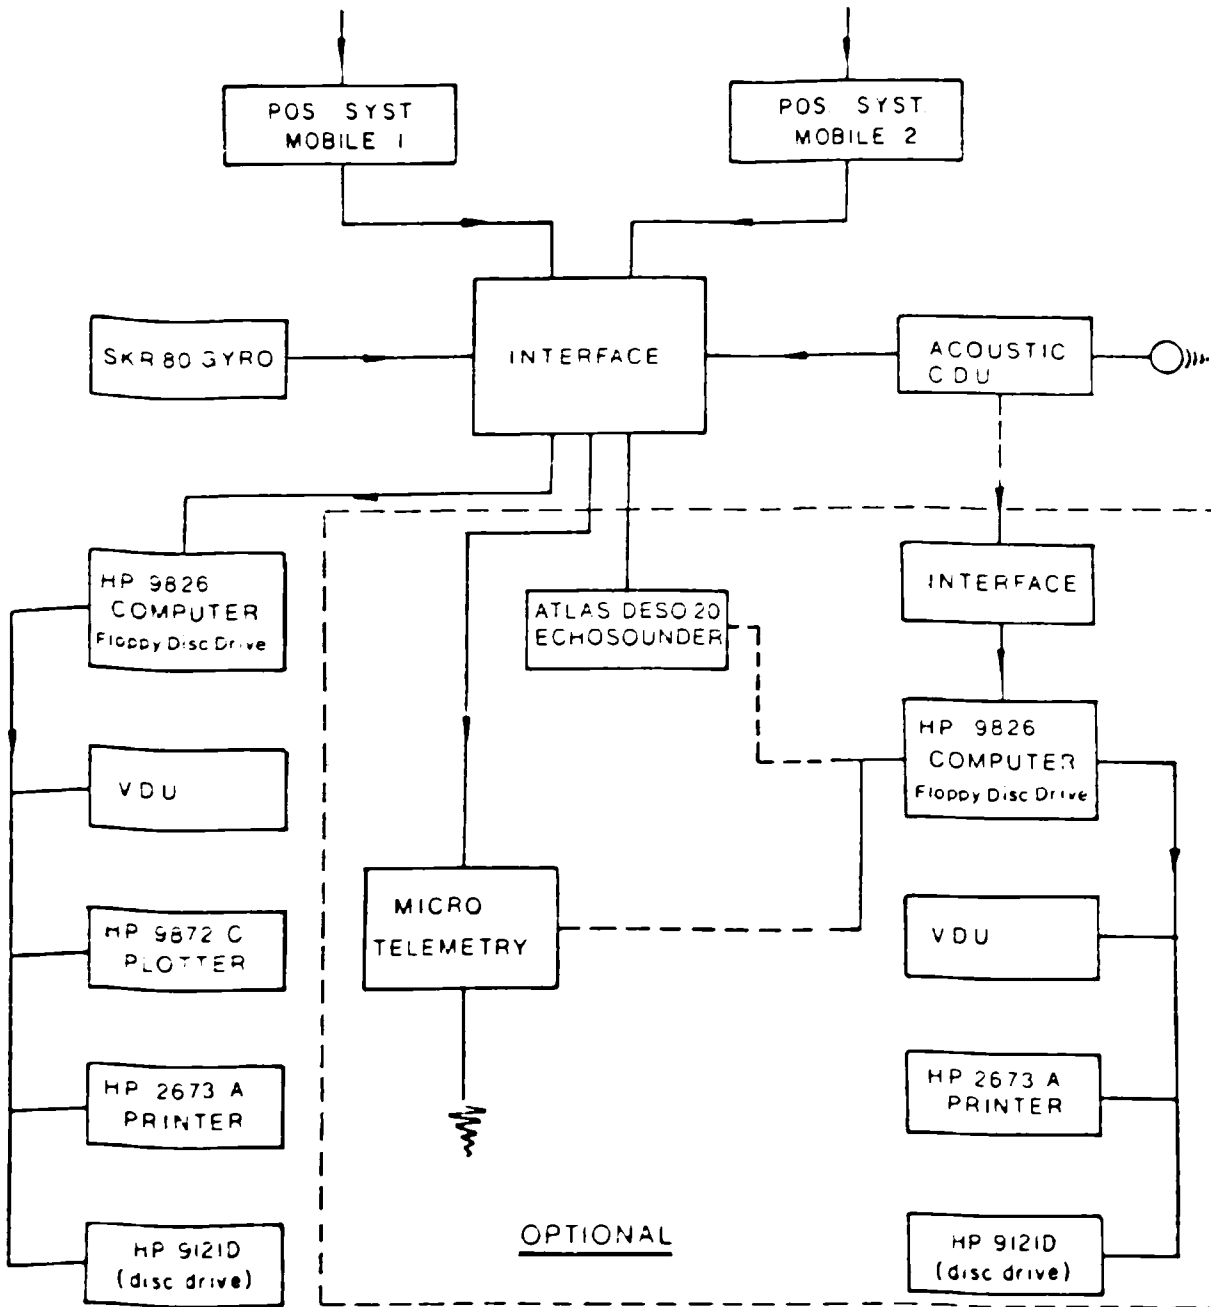 POS SYST
MOBILE 1
POS. SYST.
MOBILE 2
SKR 80 GYRO
INTERFACE
ACOUSTIC
CDU
HP 9826
COMPUTER
Floppy Disc Drive
ATLAS DESO 20
ECHOSOUNDER
INTERFACE
HP 9826
COMPUTER
Floppy Disc Drive
VDU
MICRO
TELEMETRY
VDU
HP 9872 C
PLOTTER
HP 2673 A
PRINTER
HP 2673 A
PRINTER
OPTIONAL
HP 9121D
(disc drive)
HP 9121D
(disc drive)